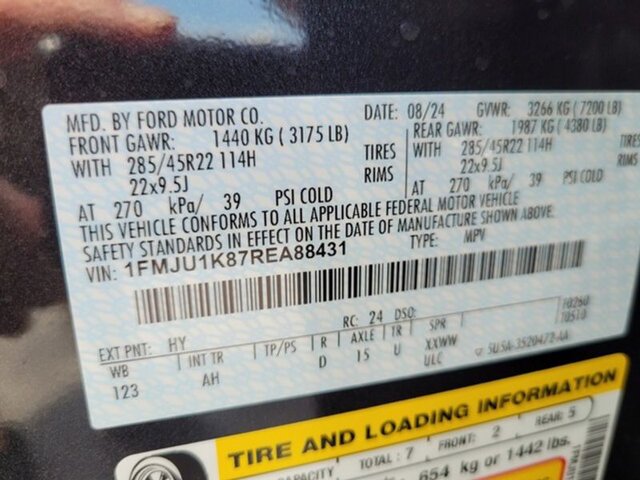 MFD. BY FORD MOTOR CO. DATE: 08/24 GVWR: 3266 KG ( 7200 LB)
FRONT GAWR: 1440 KG ( 3175 LB) REAR GAWR: 1987 KG ( 4380 LB)
WITH 285/45R22 114H TIRES WITH 285/45R22 114H TIRES
22x9.5J RIMS 22x9.5J RIMS
AT 270 kPa/ 39 PSI COLD AT 270 kPa/ 39 PSI COLD
THIS VEHICLE CONFORMS TO ALL APPLICABLE FEDERAL MOTOR VEHICLE
SAFETY STANDARDS IN EFFECT ON THE DATE OF MANUFACTURE SHOWN ABOVE.
VIN: 1FMJU1K87REA88431 TYPE: MPV
RC: 24 DSO:
EXT PNT: HY
WB INT TR TP/PS R AXLE TR SPR
123 AH D 15 U XXWW
ULC
TIRE AND LOADING INFORMATION
CAPACITY TOTAL: 7 FRONT: 2 REAR: 5
654 kg or 1442 lbs.